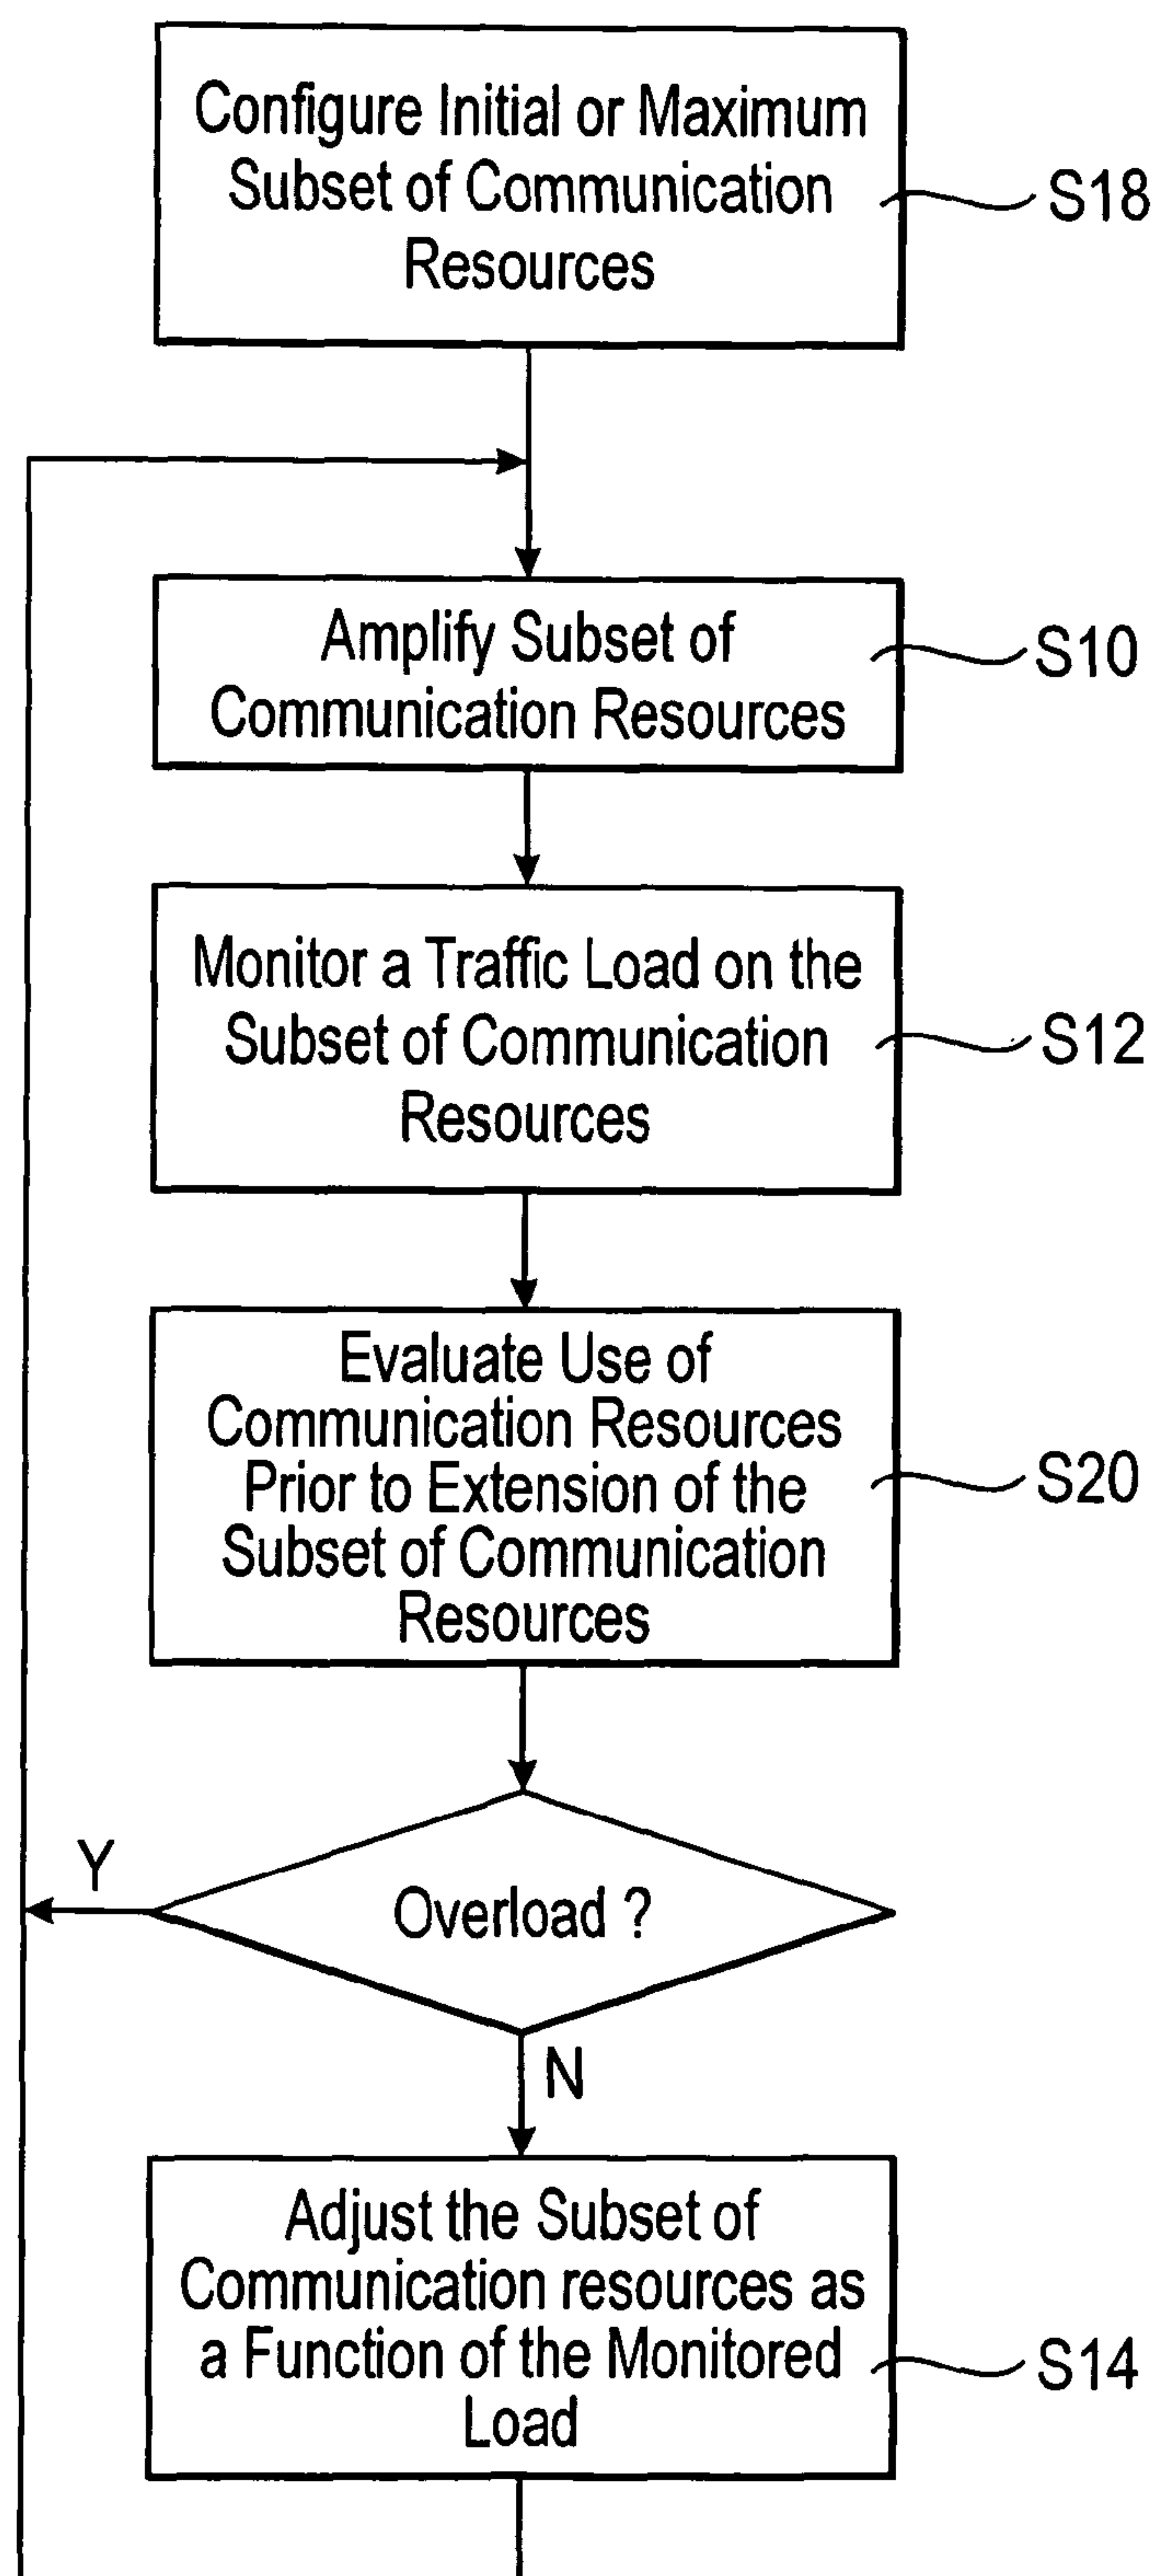 Configure Initial or Maximum
Subset of Communication
Resources
S18
Amplify Subset of
Communication Resources
S10
Monitor a Traffic Load on the
Subset of Communication
Resources
S12
Evaluate Use of
Communication Resources
Prior to Extension of the
Subset of Communication
Resources
S20
Y
Overload ?
N
Adjust the Subset of
Communication resources as
a Function of the Monitored
Load
S14